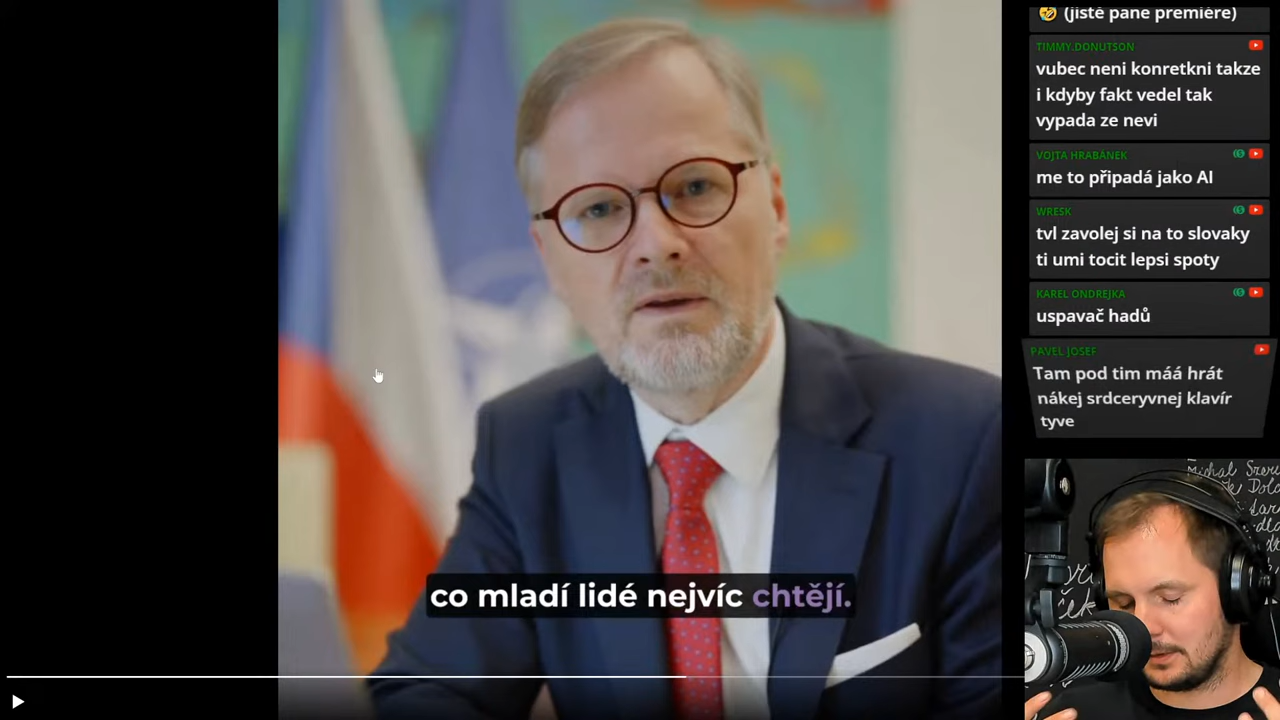 co mladí lidé nejvíc chtějí.
🤣 (jistě pane premiére)
TIMMY.DONUTSON
vubec neni konretkni takze
i kdyby fakt vedel tak
vypada ze nevi
VOJTA HRABÁNEK
me to připadá jako AI
WRESK
tvl zavolej si na to slovaky
ti umi tocit lepsi spoty
KAREL ONDREJKA
uspavač hadů
PAVEL JOSEF
Tam pod tim máá hrát
nákej srdceryvnej klavír
tyve
Michal